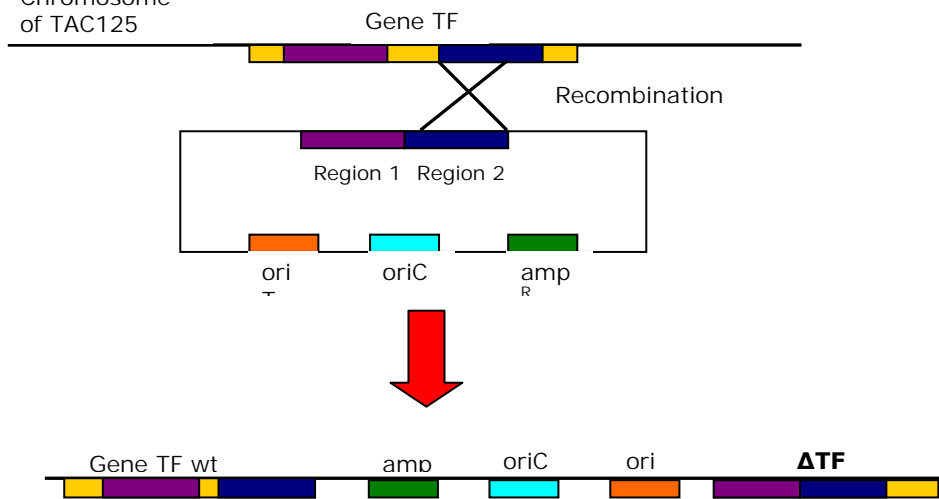 Chromosome
of TAC125
Gene TF
Recombination
Region 1 Region 2
ori
oriC
amp
R
Gene TF wt
amp
oriC
ori
ΔTF